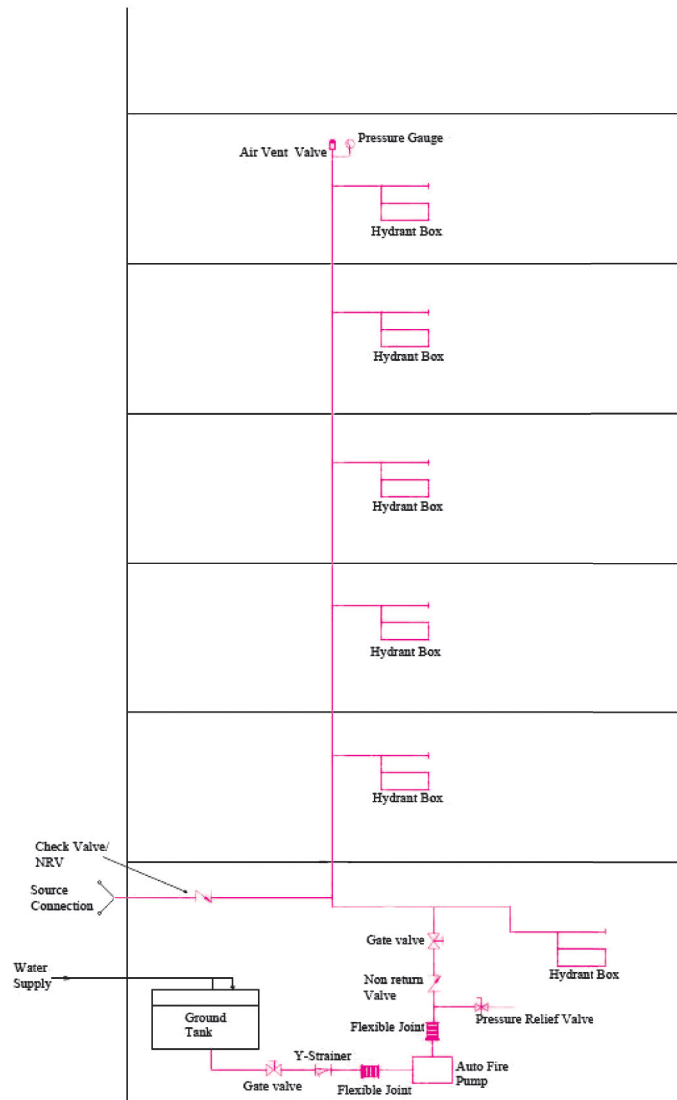 Pressure Gauge
Air Vent Valve
Hydrant Box
Hydrant Box
Hydrant Box
Hydrant Box
Hydrant Box
Check Valve/
NRV
Source
Connection
Gate valve
Hydrant Box
Water
Supply
Non return
Valve
Ground
Tank
Pressure Relief Valve
Flexible Joint
Y-Strainer
Gate valve
Flexible Joint
Auto Fire
Pump